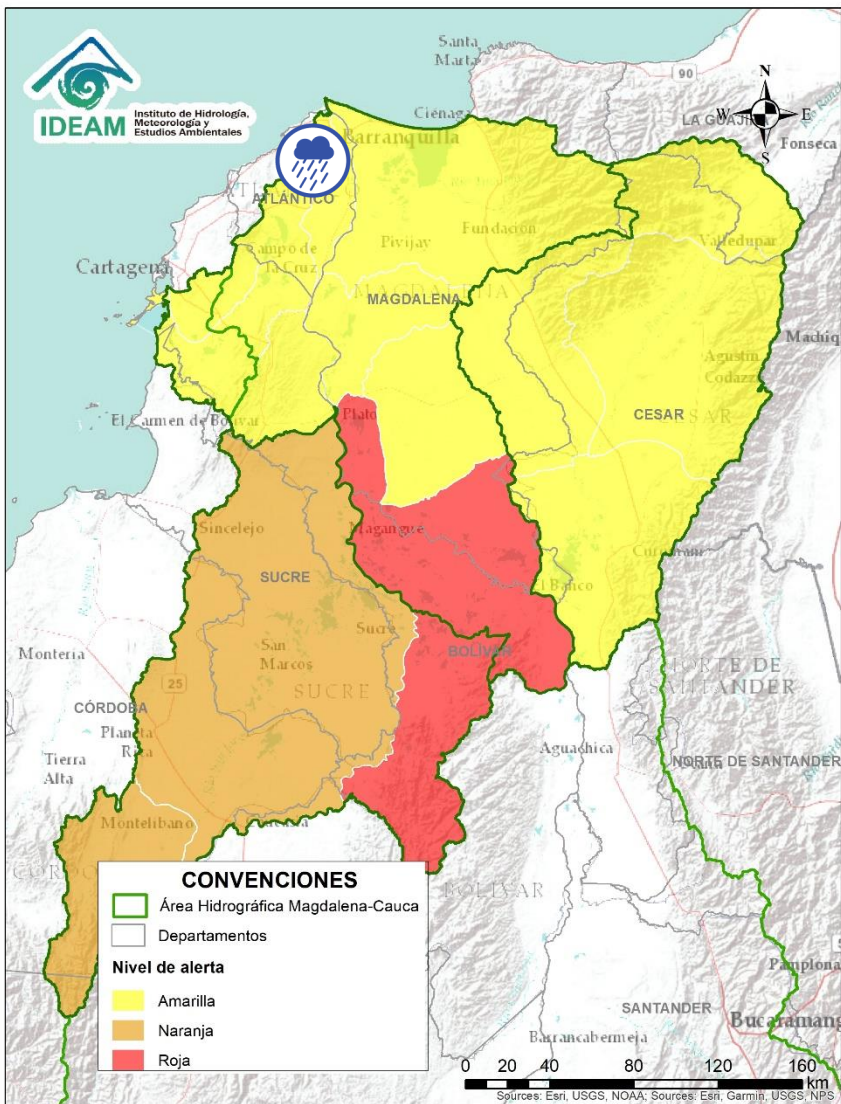 IDEAM
Instituto de Hidrología,
Meteorología y
Estudios Ambientales
Santa
Marta
90
N
W
E
S
LA GUAJIRA
Fonseca
Ciénaga
Barranquilla
ATLÁNTICO
Campo de
la Cruz
Pivijay
Fundación
Valledupar
Cartagena
MAGDALENA
MAGDALENA
Machiq
Agustín
Codazzi
CESAR
CESAR
El Carmen de Bolívar
Plato
Sincelejo
Magangué
SUCRE
El Banco
Sucre
San
Marcos
BOLÍVAR
SUCRE
Montería
25
NORTE DE
SANTANDER
CÓRDOBA
Planeta
Rica
Aguachica
Tierra
Alta
NORTE DE SANTANDER
Montelíbano
BOLÍVAR
CONVENCIONES
Área Hidrográfica Magdalena-Cauca
Departamentos
Nivel de alerta
Amarilla
Naranja
Roja
Pamplona
SANTANDER
Bucaramang
Barrancabermeja
0 20 40 80 120 160
km
Sources: Esri, USGS, NOAA; Sources: Esri, Garmin, USGS, NPS